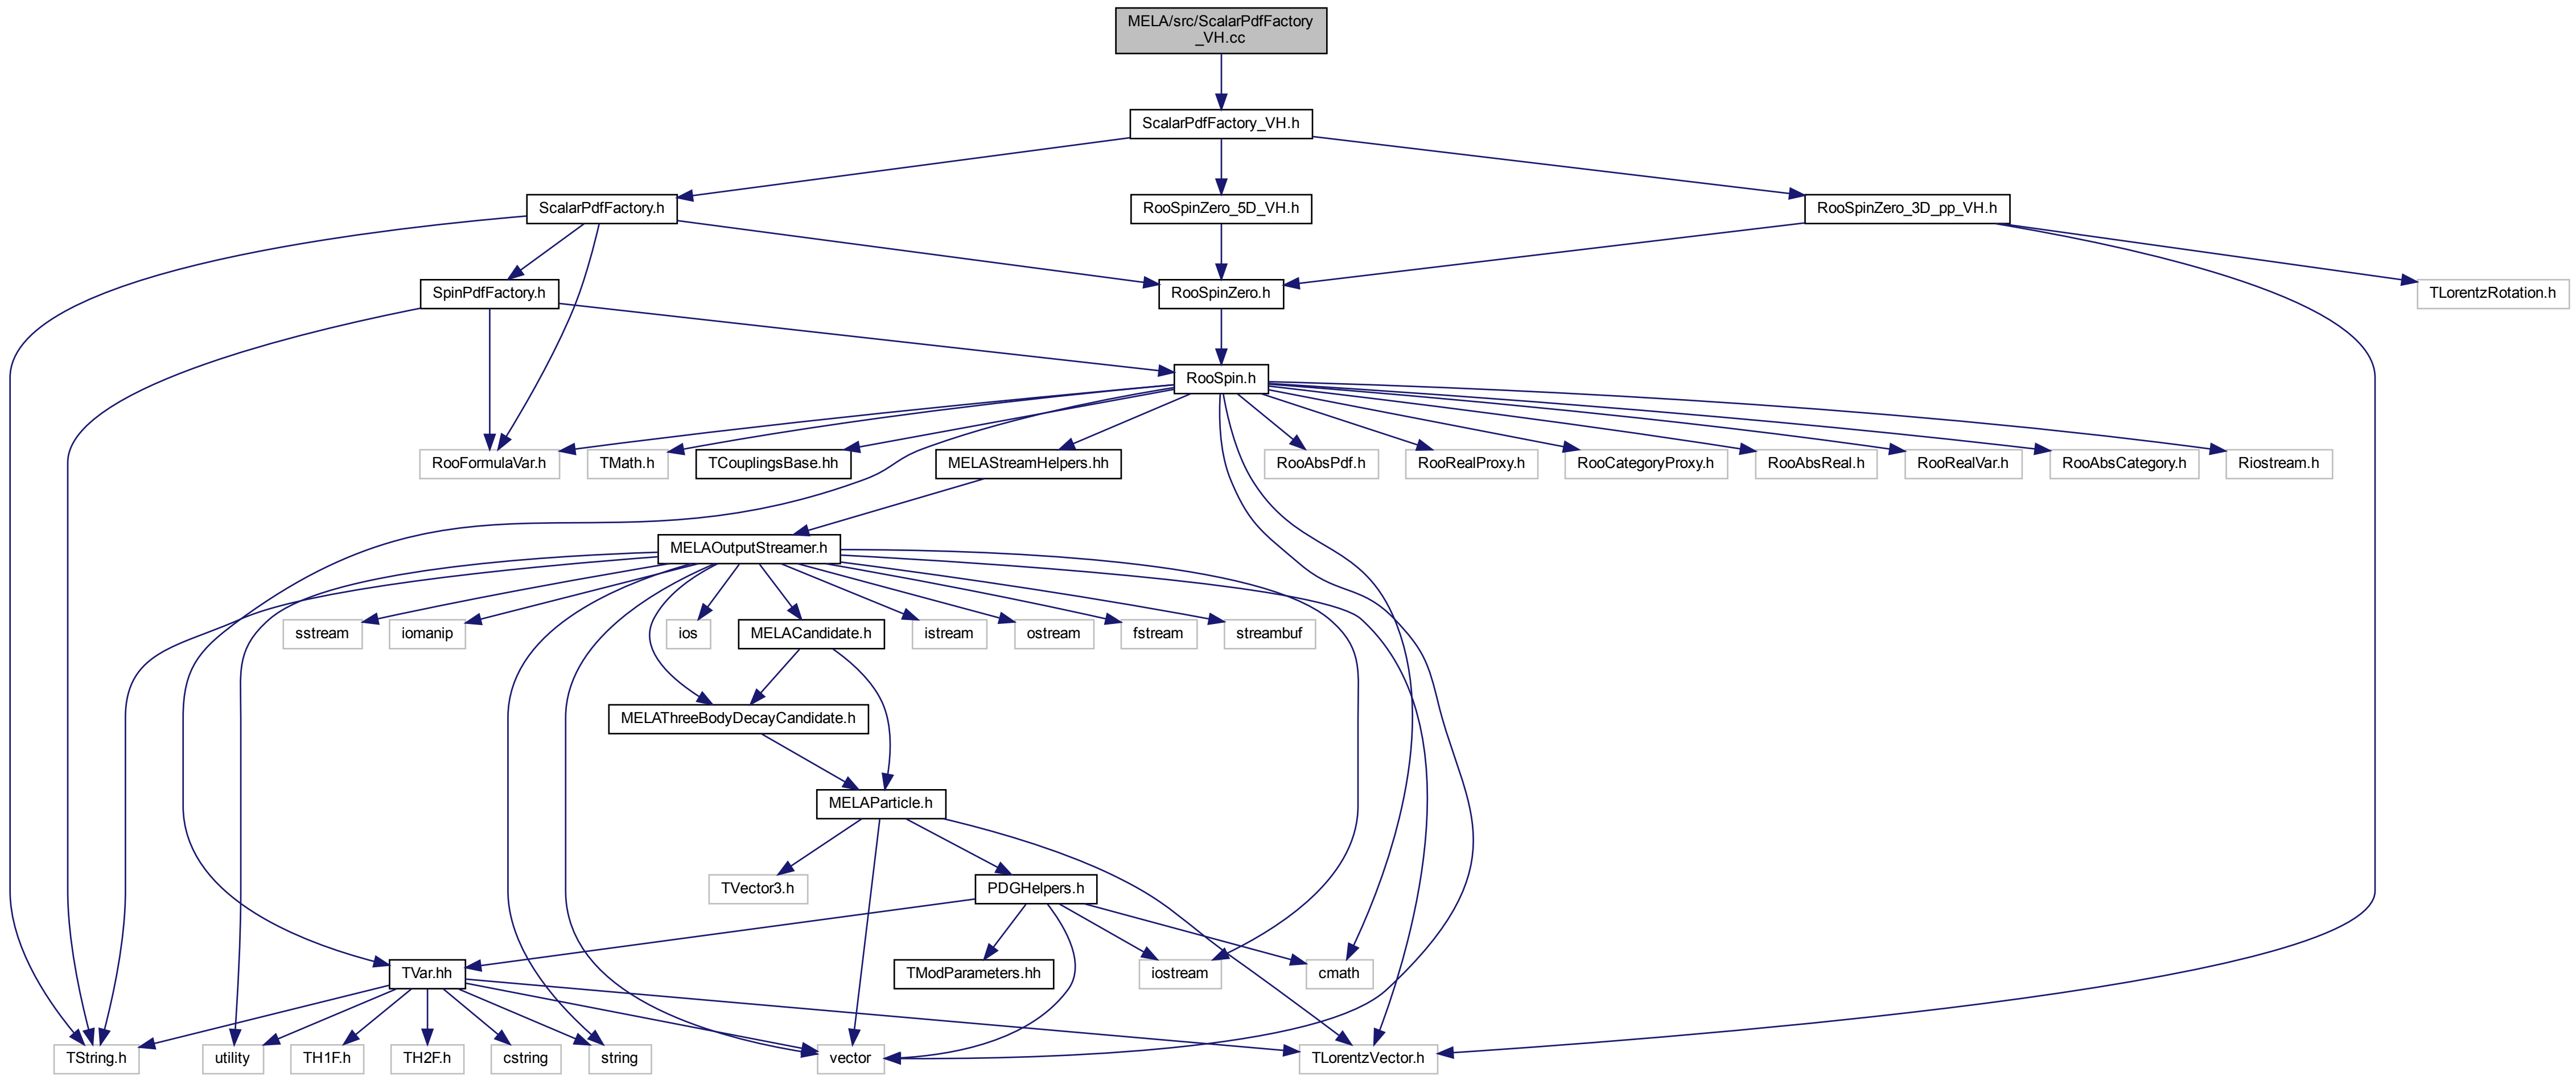 MELA/src/ScalarPdfFactory
_VH.cc
ScalarPdfFactory_VH.h
ScalarPdfFactory.h
RooSpinZero_5D_VH.h
RooSpinZero_3D_pp_VH.h
SpinPdfFactory.h
RooSpinZero.h
TLorentzRotation.h
RooSpin.h
RooFormulaVar.h
TMath.h
TCouplingsBase.hh
MELAStreamHelpers.hh
RooAbsPdf.h
RooRealProxy.h
RooCategoryProxy.h
RooAbsReal.h
RooRealVar.h
RooAbsCategory.h
Riostream.h
MELAOutputStreamer.h
sstream
iomanip
ios
MELACandidate.h
istream
ostream
fstream
streambuf
MELAThreeBodyDecayCandidate.h
MELAParticle.h
TVector3.h
PDGHelpers.h
TVar.hh
TModParameters.hh
iostream
cmath
TString.h
utility
TH1F.h
TH2F.h
cstring
string
vector
TLorentzVector.h